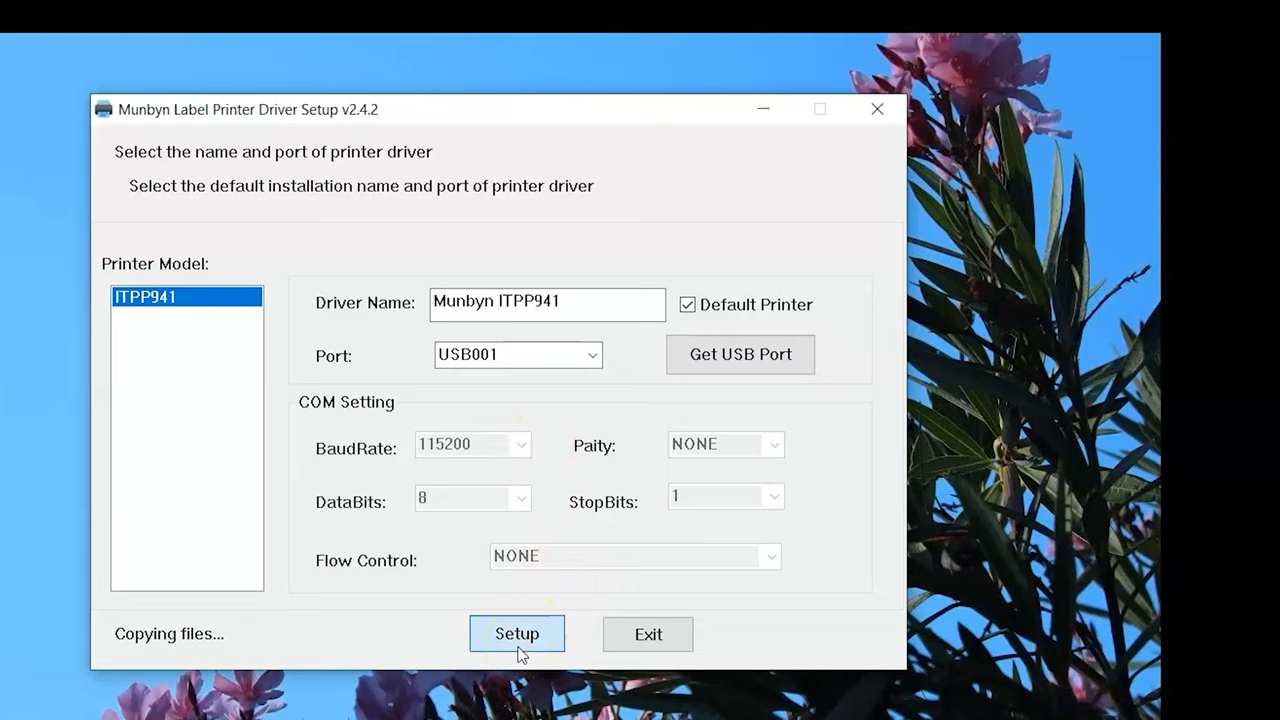 Munbyn Label Printer Driver Setup v2.4.2
Select the name and port of printer driver
Select the default installation name and port of printer driver
Printer Model:
ITPP941
Driver Name:
Munbyn ITPP941
Default Printer
Port:
USB001
Get USB Port
COM Setting
BaudRate:
115200
Paity:
NONE
DataBits:
8
StopBits:
1
Flow Control:
NONE
Copying files...
Setup
Exit